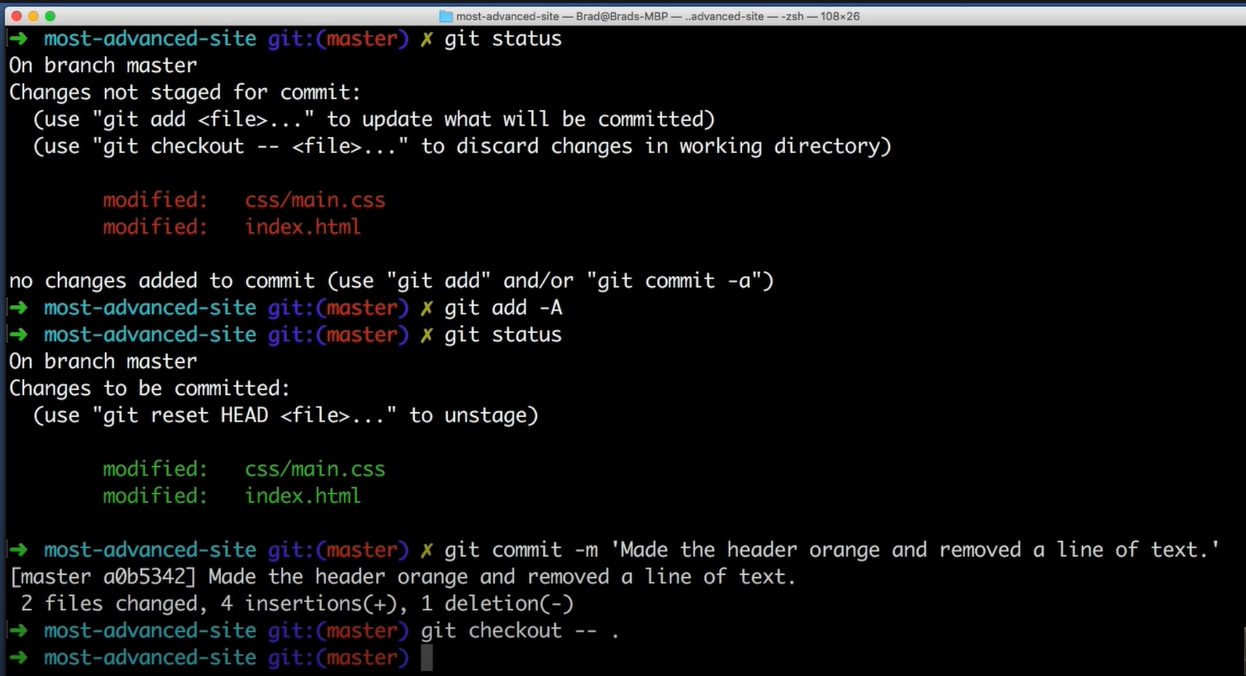 most-advanced-site — Brad@Brads-MBP — ..advanced-site — -zsh — 108×26
➜ most-advanced-site git:(master) ✗ git status
On branch master
Changes not staged for commit:
(use "git add <file>..." to update what will be committed)
(use "git checkout -- <file>..." to discard changes in working directory)
modified: css/main.css
modified: index.html
no changes added to commit (use "git add" and/or "git commit -a")
➜ most-advanced-site git:(master) ✗ git add -A
➜ most-advanced-site git:(master) ✗ git status
On branch master
Changes to be committed:
(use "git reset HEAD <file>..." to unstage)
modified: css/main.css
modified: index.html
➜ most-advanced-site git:(master) ✗ git commit -m 'Made the header orange and removed a line of text.'
[master a0b5342] Made the header orange and removed a line of text.
2 files changed, 4 insertions(+), 1 deletion(-)
➜ most-advanced-site git:(master) git checkout -- .
➜ most-advanced-site git:(master)